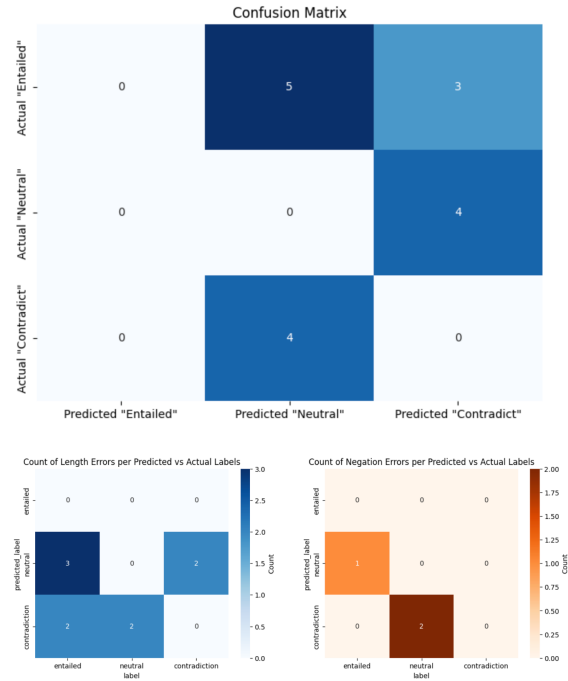 Confusion Matrix
Actual "Entailed"
0
5
3
Actual "Neutral"
0
0
4
Actual "Contradict"
0
4
0
Predicted "Entailed"
Predicted "Neutral"
Predicted "Contradict"
Count of Length Errors per Predicted vs Actual Labels
predicted_label
entailed
0
0
0
neutral
3
0
2
contradiction
2
2
0
entailed
neutral
contradiction
label
3.0
2.5
2.0
1.5
1.0
0.5
0.0
Count
Count of Negation Errors per Predicted vs Actual Labels
predicted_label
entailed
0
0
0
neutral
1
0
0
contradiction
0
2
0
entailed
neutral
contradiction
label
2.00
1.75
1.50
1.25
1.00
0.75
0.50
0.25
0.00
Count